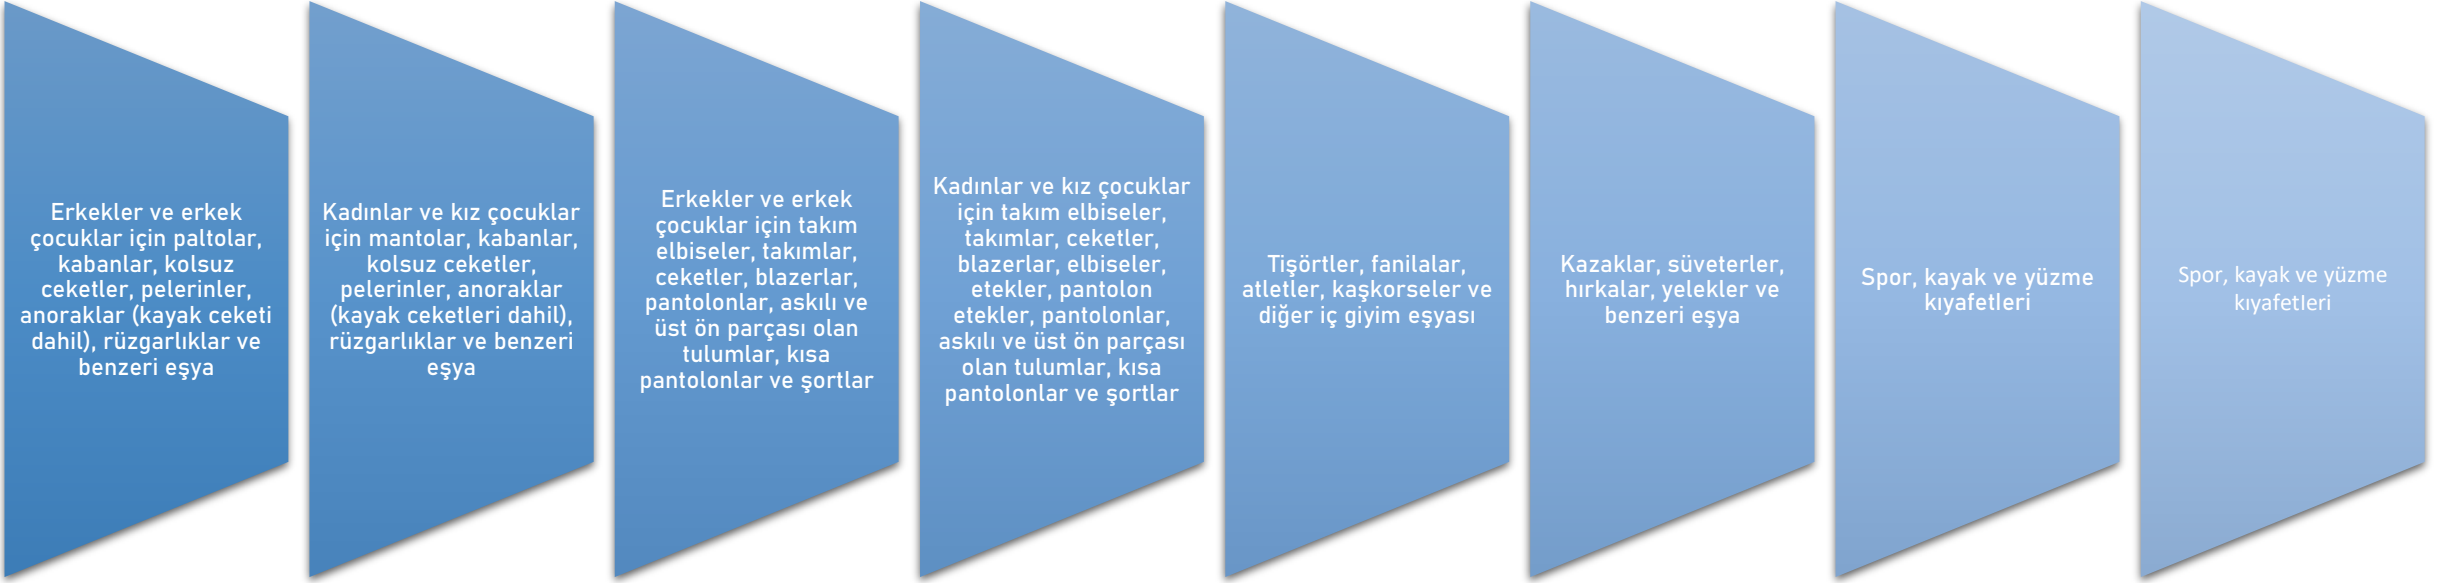 Erkekler ve erkek
çocuklar için paltolar,
kabanlar, kolsuz
ceketler, pelerinler,
anoraklar (kayak ceketi
dahil), rüzgarlıklar ve
benzeri eşya
Kadınlar ve kız çocuklar
için mantolar, kabanlar,
kolsuz ceketler,
pelerinler, anoraklar
(kayak ceketleri dahil),
rüzgarlıklar ve benzeri
eşya
Erkekler ve erkek
çocuklar için takım
elbiseler, takımlar,
ceketler, blazerlar,
pantolonlar, askılı ve
üst ön parçası olan
tulumlar, kısa
pantolonlar ve şortlar
Kadınlar ve kız çocuklar
için takım elbiseler,
takımlar, ceketler,
blazerlar, elbiseler,
etekler, pantolon
etekler, pantolonlar,
askılı ve üst ön parçası
olan tulumlar, kısa
pantolonlar ve şortlar
Tişörtler, fanilalar,
atletler, kaşkorseler ve
diğer iç giyim eşyası
Kazaklar, süveterler,
hırkalar, yelekler ve
benzeri eşya
Spor, kayak ve yüzme
kıyafetleri
Spor, kayak ve yüzme
kıyafetleri